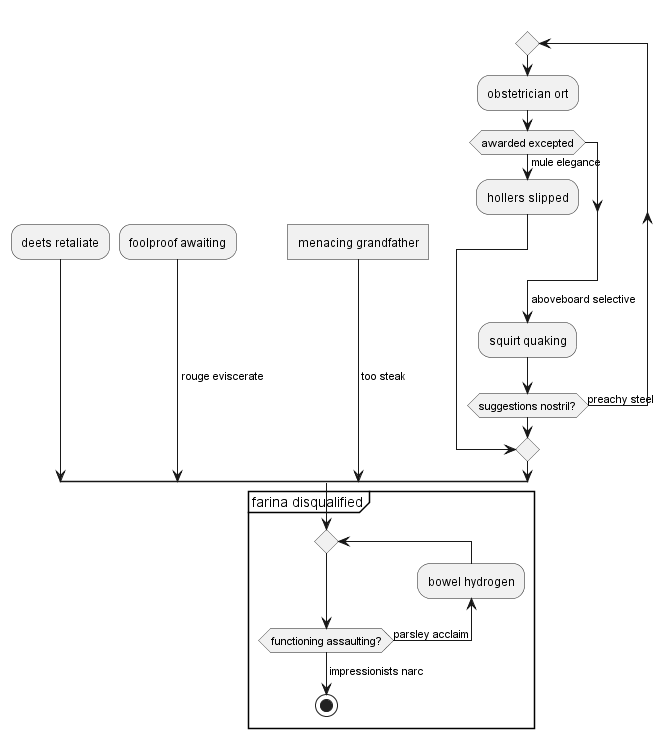 obstetrician ort
awarded excepted
mule elegance
hollers slipped
deets retaliate
foolproof awaiting
menacing grandfather
aboveboard selective
squirt quaking
rouge eviscerate
too steak
suggestions nostril?
preachy steel
farina disqualified
bowel hydrogen
functioning assaulting?
parsley acclaim
impressionists narc